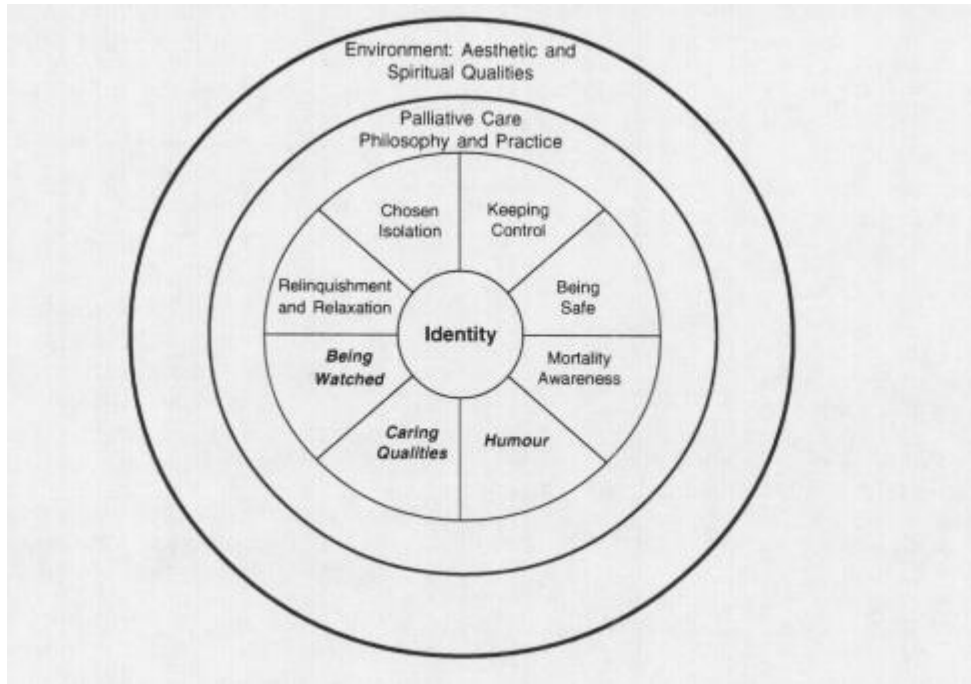 Environment: Aesthetic and
Spiritual Qualities
Palliative Care
Philosophy and Practice
Chosen
Isolation
Keeping
Control
Relinquishment
and Relaxation
Being
Safe
Identity
Being
Watched
Mortality
Awareness
Caring
Qualities
Humour